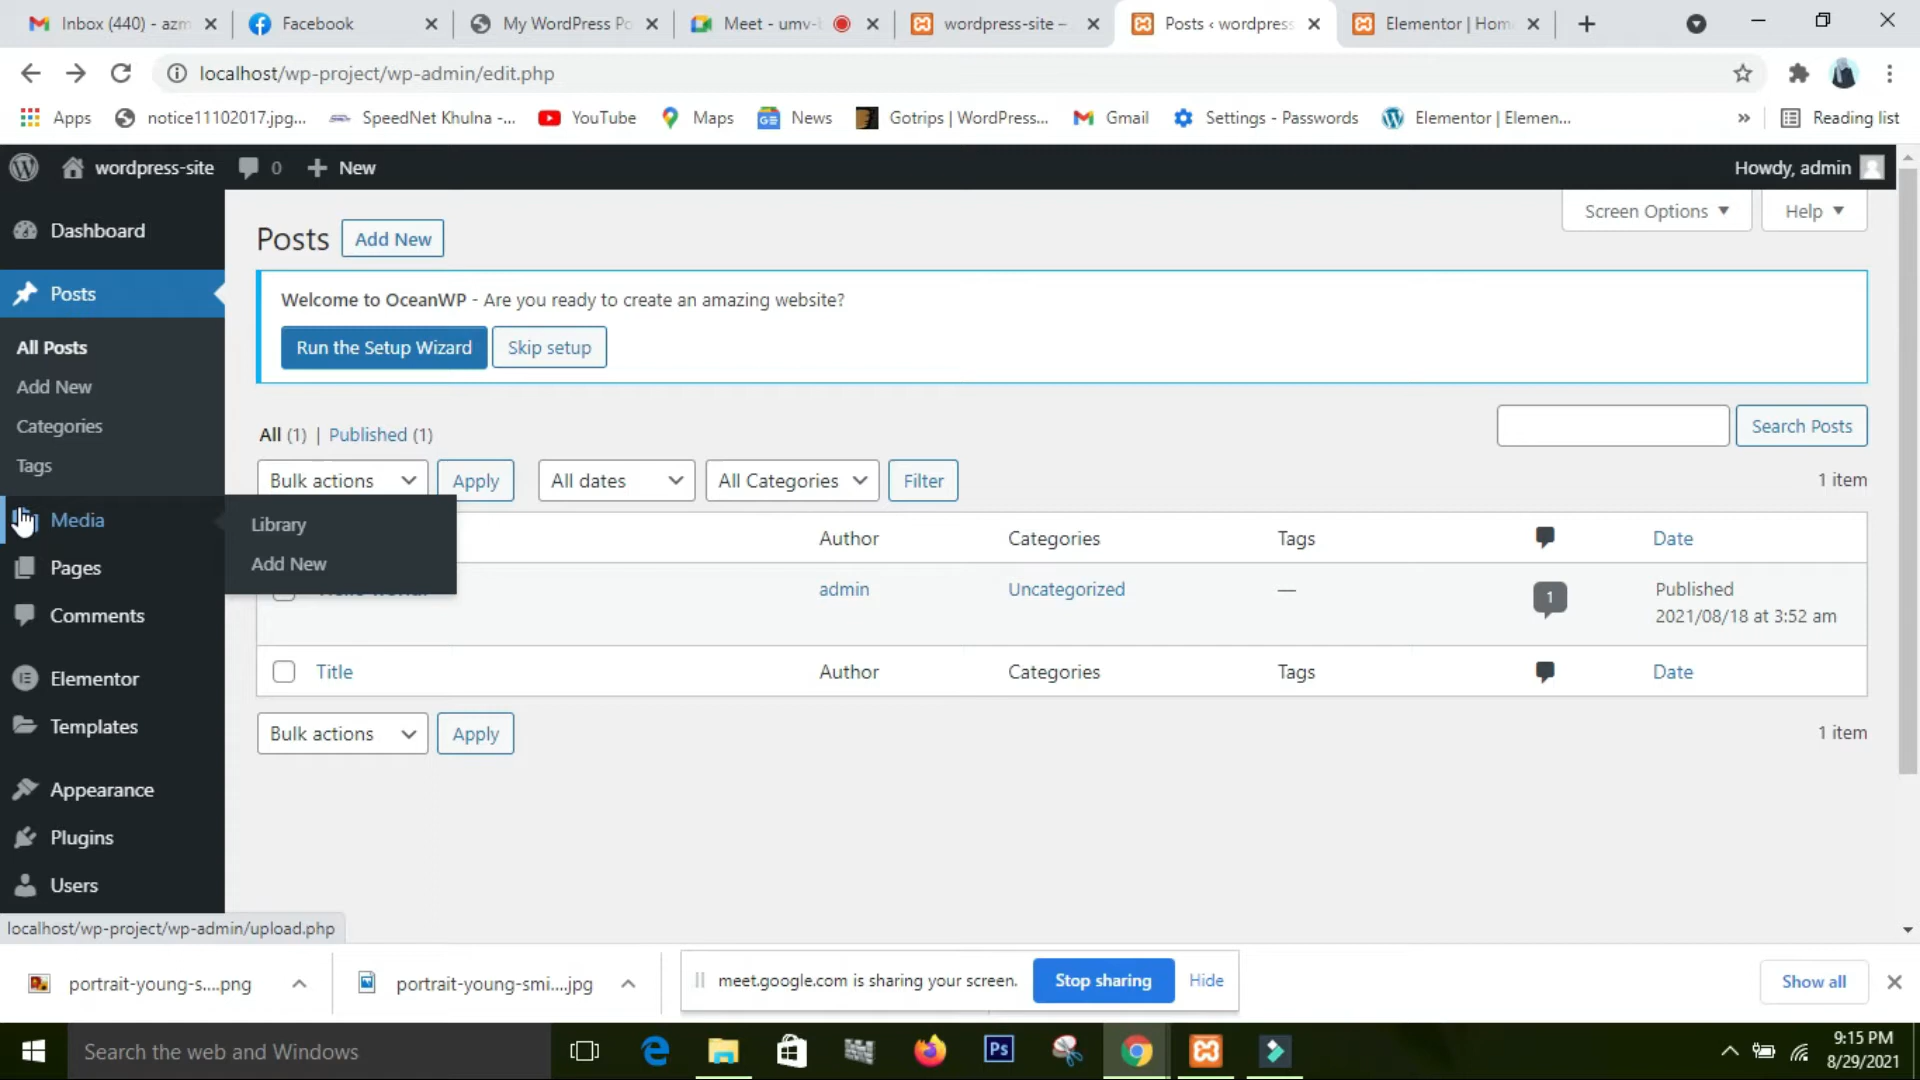 Inbox (440) - azm
Facebook
My WordPress Po
Meet - umv-b
wordpress-site –
Posts ‹ wordpress
Elementor | Hom
localhost/wp-project/wp-admin/edit.php
Apps
notice11102017.jpg...
SpeedNet Khulna -...
YouTube
Maps
News
Gotrips | WordPress...
Gmail
Settings - Passwords
Elementor | Elemen...
»
Reading list
wordpress-site
0
New
Howdy, admin
Screen Options
Help
Dashboard
Posts
All Posts
Add New
Categories
Tags
Media
Library
Add New
Pages
Comments
Elementor
Templates
Appearance
Plugins
Users
Posts
Add New
Welcome to OceanWP - Are you ready to create an amazing website?
Run the Setup Wizard
Skip setup
All (1) | Published (1)
Search Posts
Bulk actions
Apply
All dates
All Categories
Filter
1 item
Author
Categories
Tags
Date
admin
Uncategorized
—
1
Published
2021/08/18 at 3:52 am
Title
Author
Categories
Tags
Date
Bulk actions
Apply
1 item
localhost/wp-project/wp-admin/upload.php
portrait-young-s....png
portrait-young-smi....jpg
meet.google.com is sharing your screen.
Stop sharing
Hide
Show all
Search the web and Windows
Ps
9:15 PM
8/29/2021